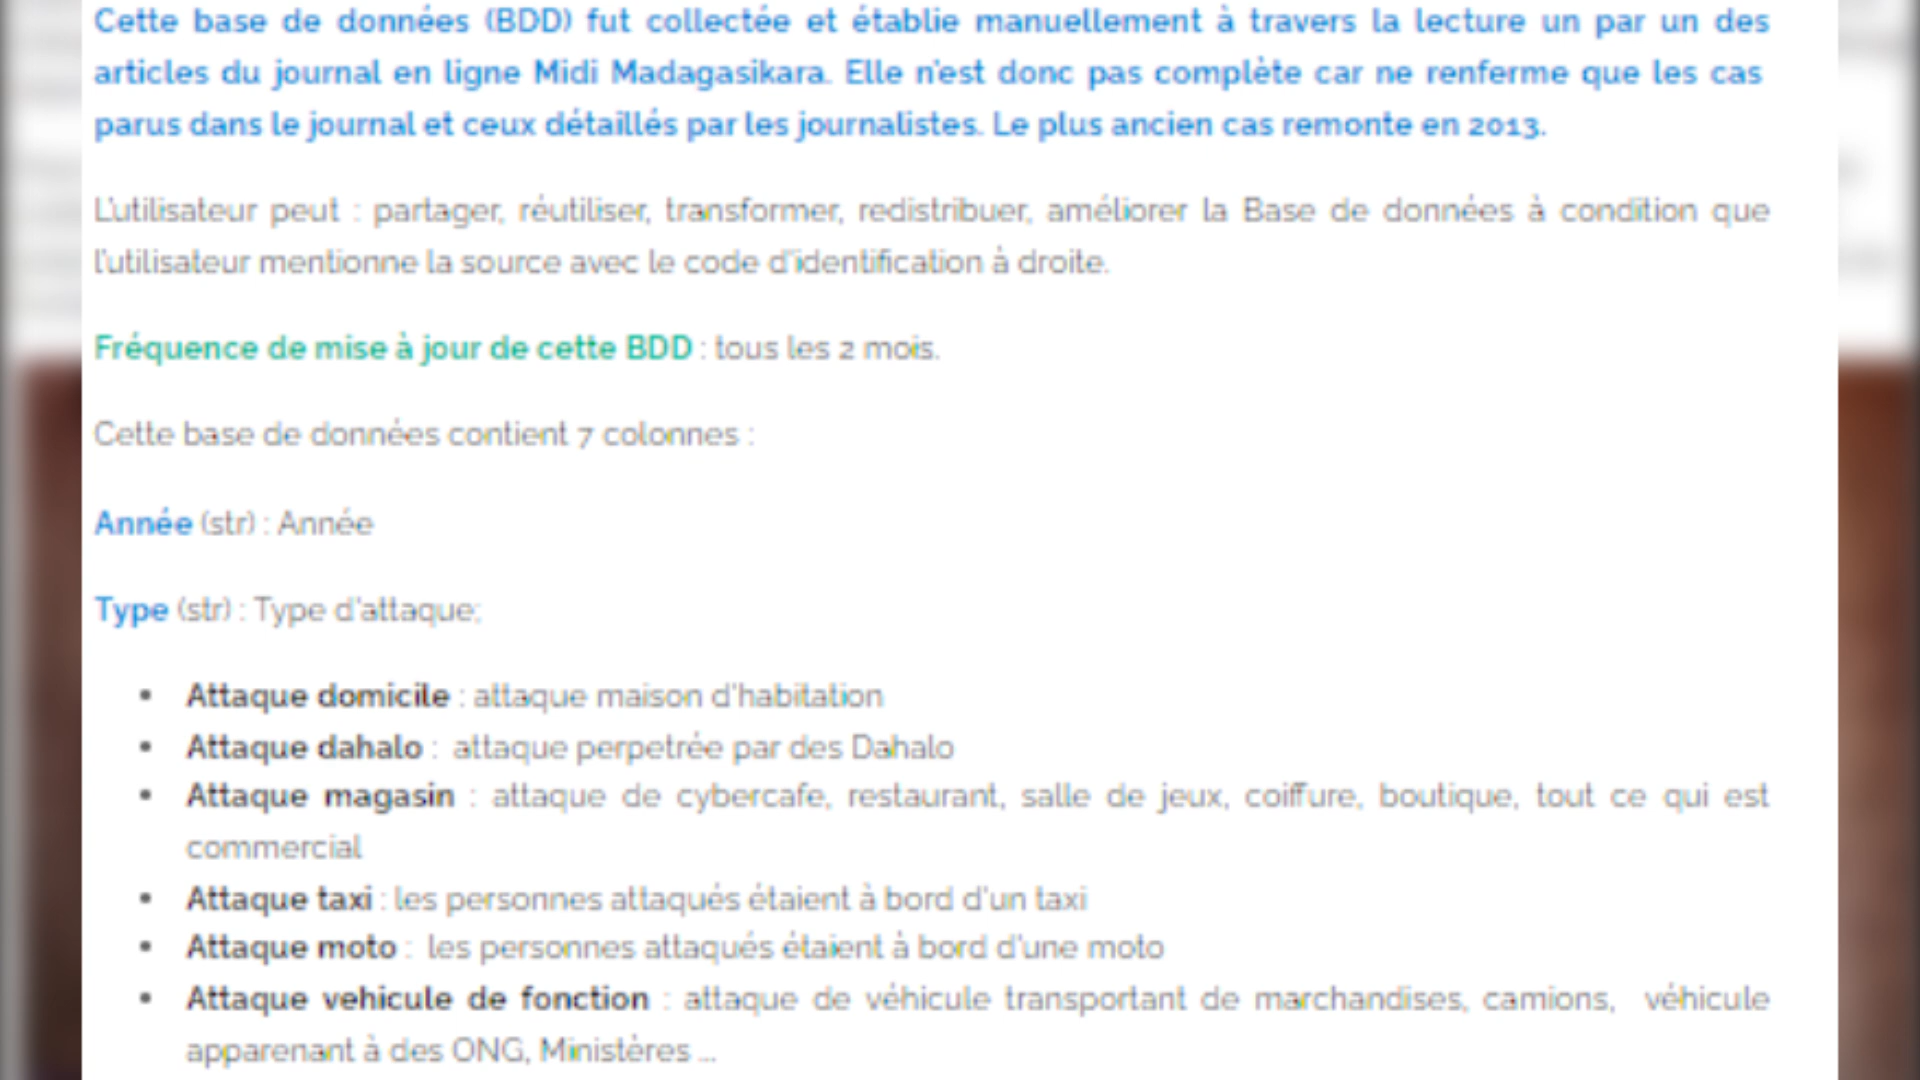 Cette base de données (BDD) fut collectée et établie manuellement à travers la lecture un par un des
articles du journal en ligne Midi Madagasikara. Elle n'est donc pas complète car ne renferme que les cas
parus dans le journal et ceux détaillés par les journalistes. Le plus ancien cas remonte en 2013.
L'utilisateur peut : partager, réutiliser, transformer, redistribuer, améliorer la Base de données à condition que
l'utilisateur mentionne la source avec le code d'identification à droite.
Fréquence de mise à jour de cette BDD : tous les 2 mois.
Cette base de données contient 7 colonnes :
Année (str) : Année
Type (str) : Type d'attaque;
▪ Attaque domicile : attaque maison d'habitation
▪ Attaque dahalo : attaque perpetrée par des Dahalo
▪ Attaque magasin : attaque de cybercafe, restaurant, salle de jeux, coiffure, boutique, tout ce qui est
commercial
▪ Attaque taxi : les personnes attaqués étaient à bord d'un taxi
▪ Attaque moto : les personnes attaqués étaient à bord d'une moto
▪ Attaque vehicule de fonction : attaque de véhicule transportant de marchandises, camions, véhicule
apparenant à des ONG, Ministères ...